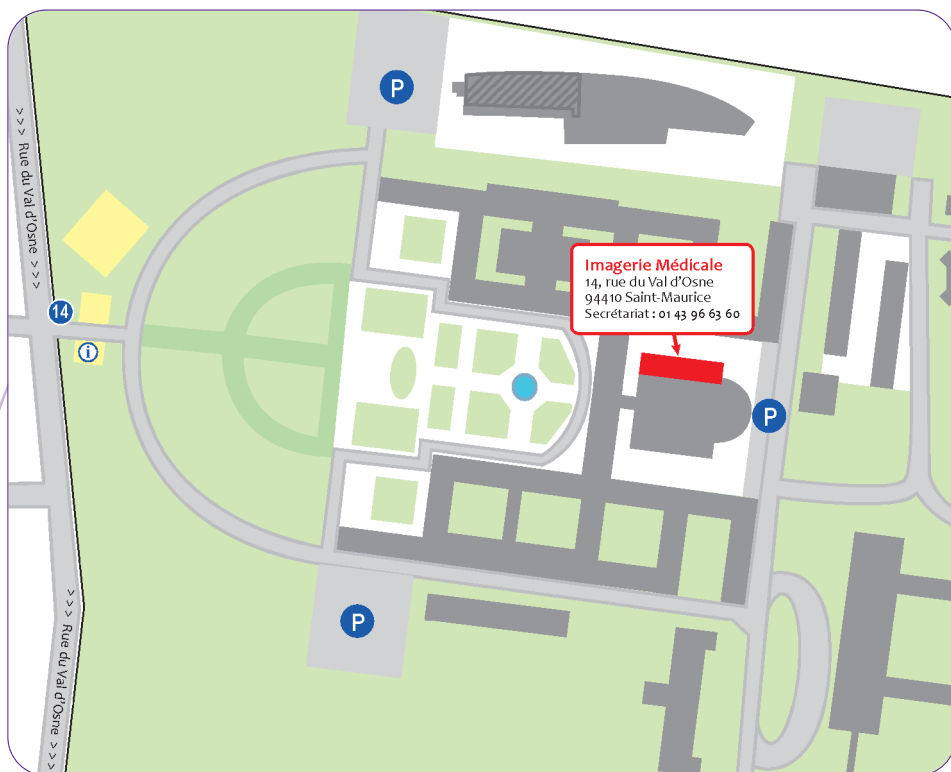 P
>>> Rue du Val d'Osne >>>
Imagerie Médicale
14, rue du Val d'Osne
94410 Saint-Maurice
Secrétariat : 01 43 96 63 60
14
i
P
P
>>> Rue du Val d'Osne >>>